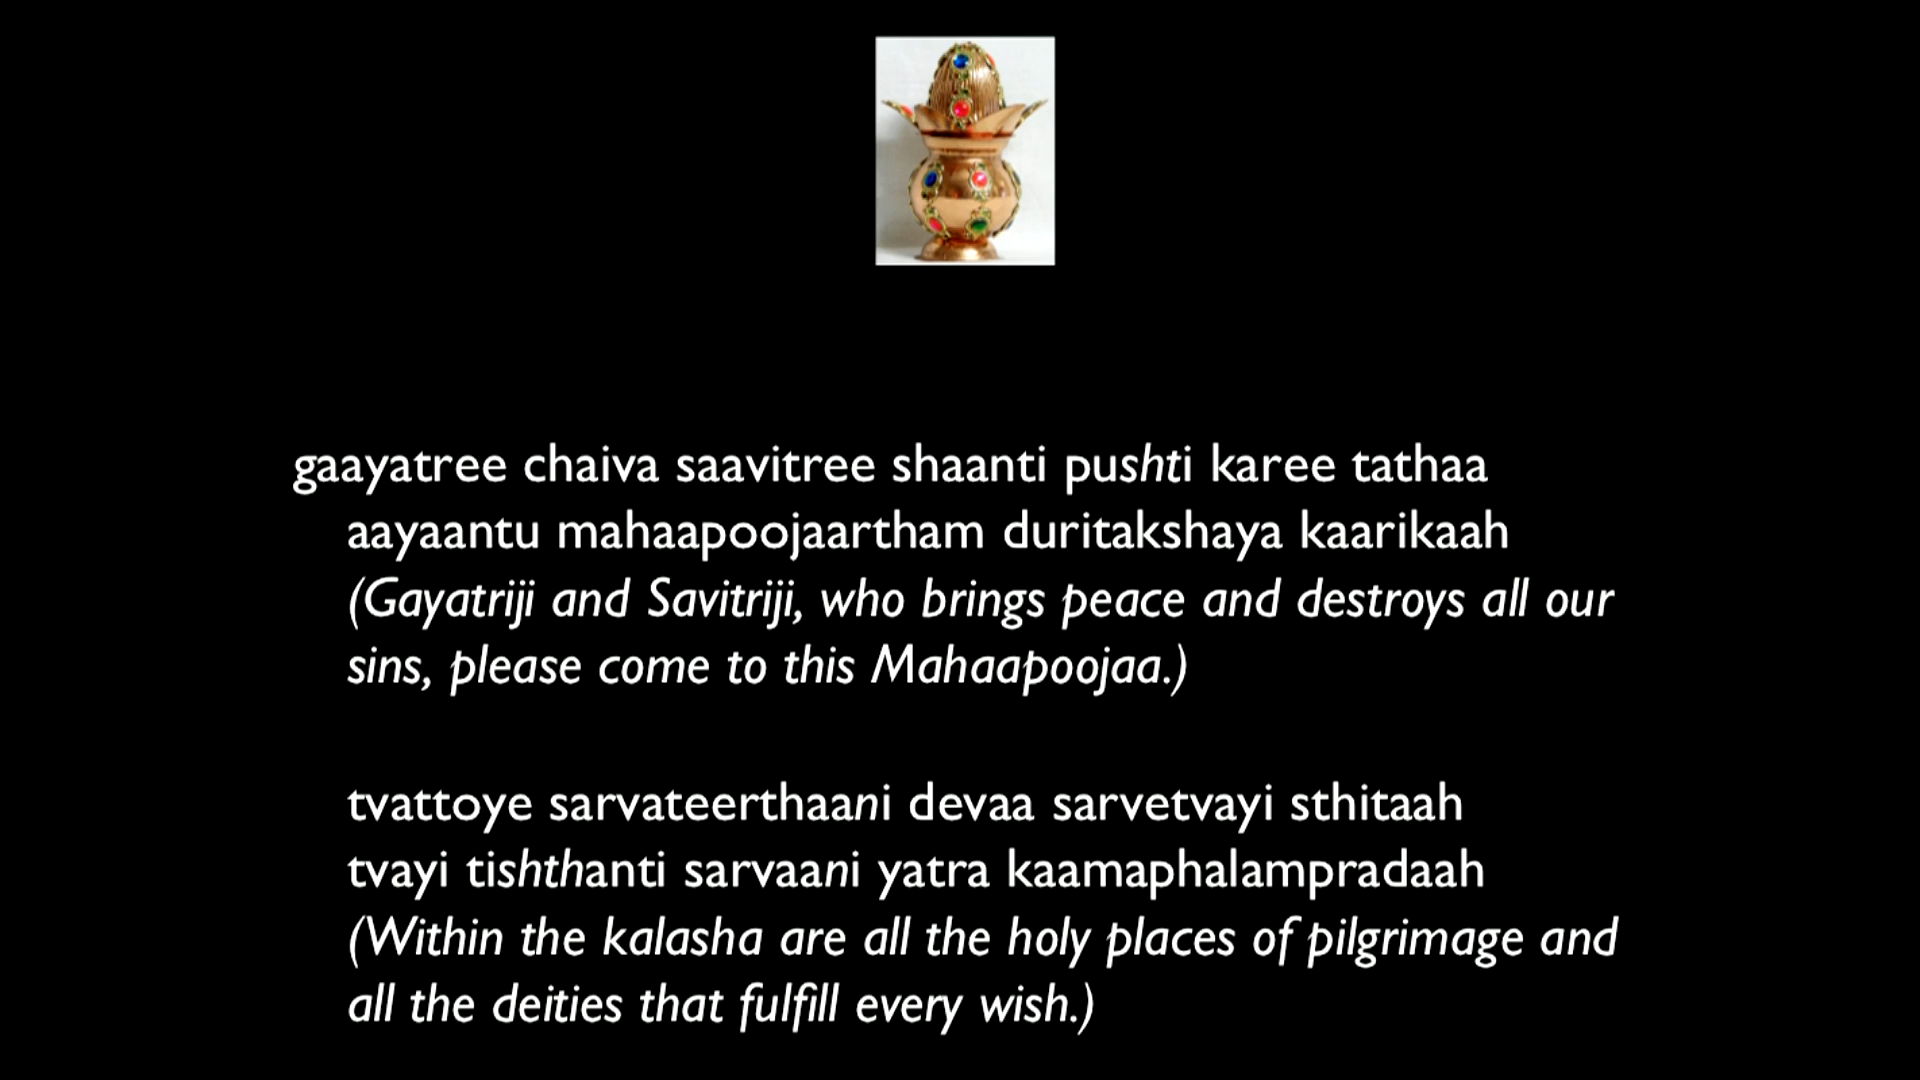 gaayatree chaiva saavitree shaanti pushti karee tathaa
aayaantu mahaapoojaartham duritakshaya kaarikaah
(Gayatriji and Savitriji, who brings peace and destroys all our
sins, please come to this Mahaapoojaa.)
tvattoye sarvateerthaani devaa sarvetvayi sthitaah
tvayi tishthanti sarvaani yatra kaamaphalampradaah
(Within the kalasha are all the holy places of pilgrimage and
all the deities that fulfill every wish.)